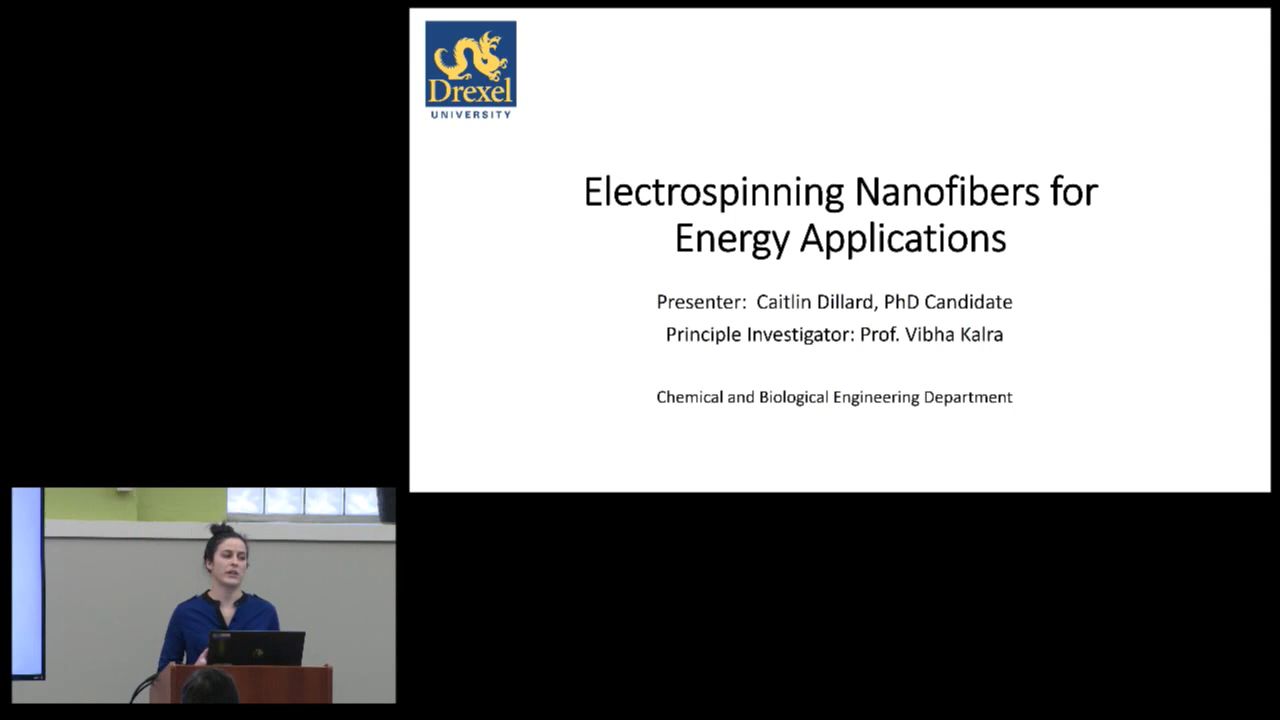 Drexel
UNIVERSITY
Electrospinning Nanofibers for
Energy Applications
Presenter: Caitlin Dillard, PhD Candidate
Principle Investigator: Prof. Vibha Kalra
Chemical and Biological Engineering Department